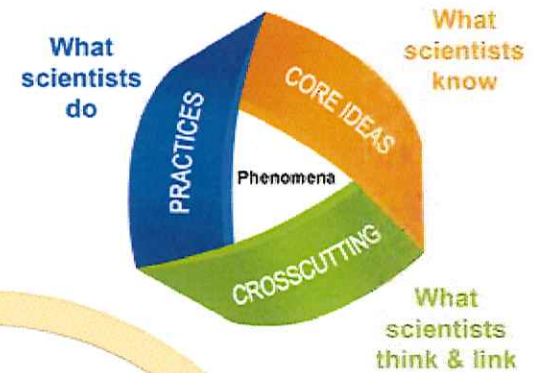 What
scientists
do
What
scientists
know
PRACTICES
CORE IDEAS
Phenomena
CROSSCUTTING
What
scientists
think & link